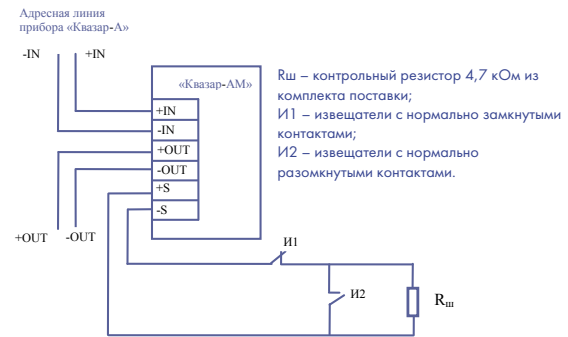 Адресная линия
прибора «Квазар-А»
-IN
+IN
«Квазар-АМ»
+IN
-IN
+OUT
-OUT
+S
-S
+OUT
-OUT
И1
И2
Rш
Rш – контрольный резистор 4,7 кОм из
комплекта поставки;
И1 – извещатели с нормально замкнутыми
контактами;
И2 – извещатели с нормально
разомкнутыми контактами.